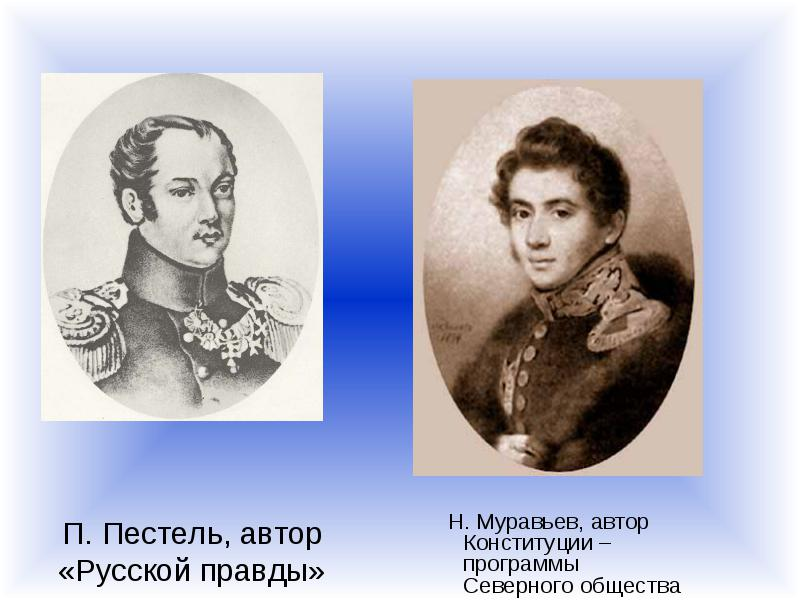 П. Пестель, автор
«Русской правды»
Н. Муравьев, автор
Конституции –
программы
Северного общества